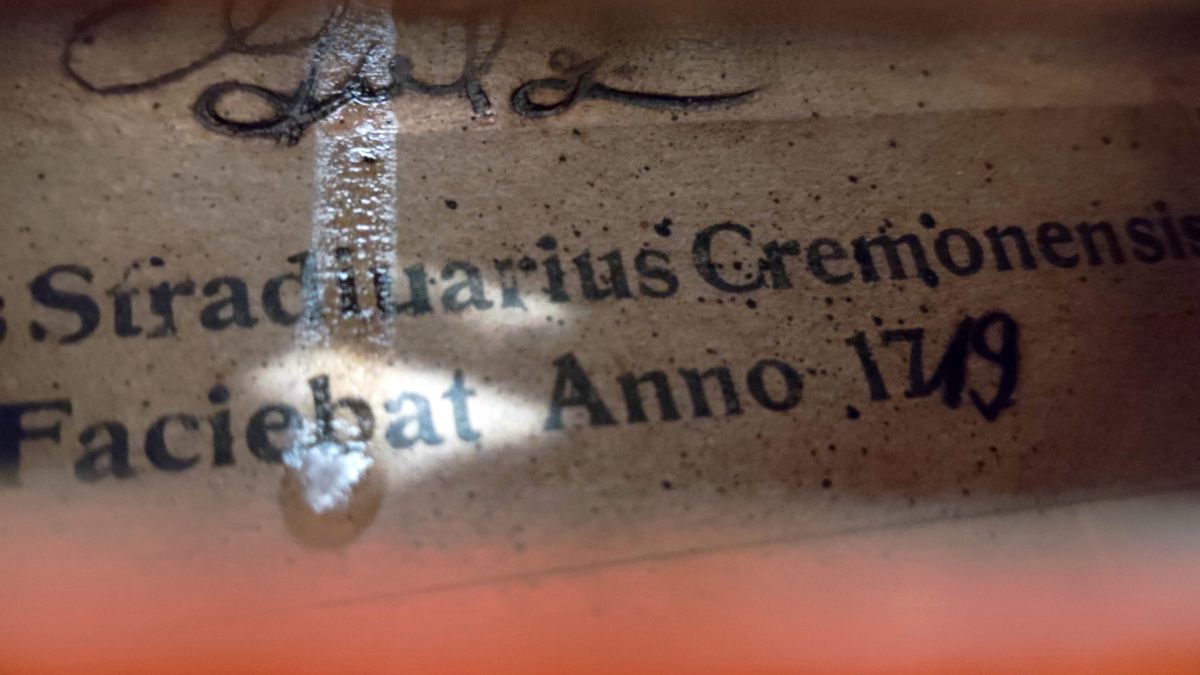 Stradiuarius Cremonensis
Faciebat Anno 1719